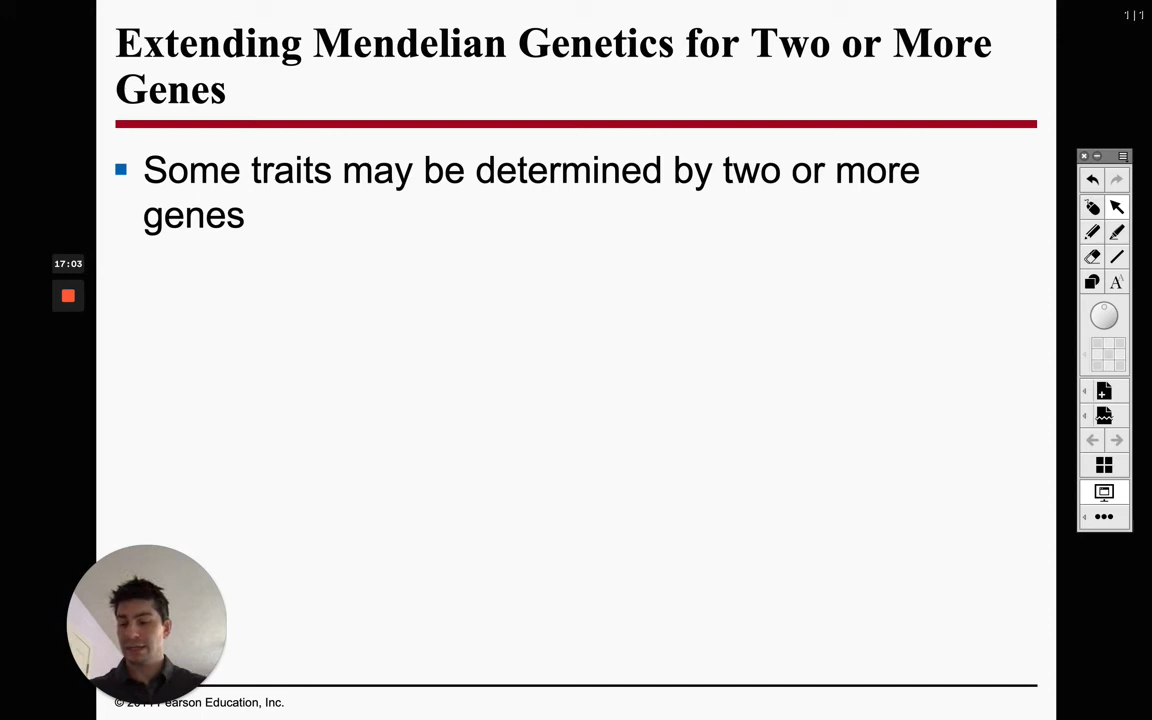 1 | 1
Extending Mendelian Genetics for Two or More
Genes
Some traits may be determined by two or more
genes
17:03
A
Pearson Education, Inc.